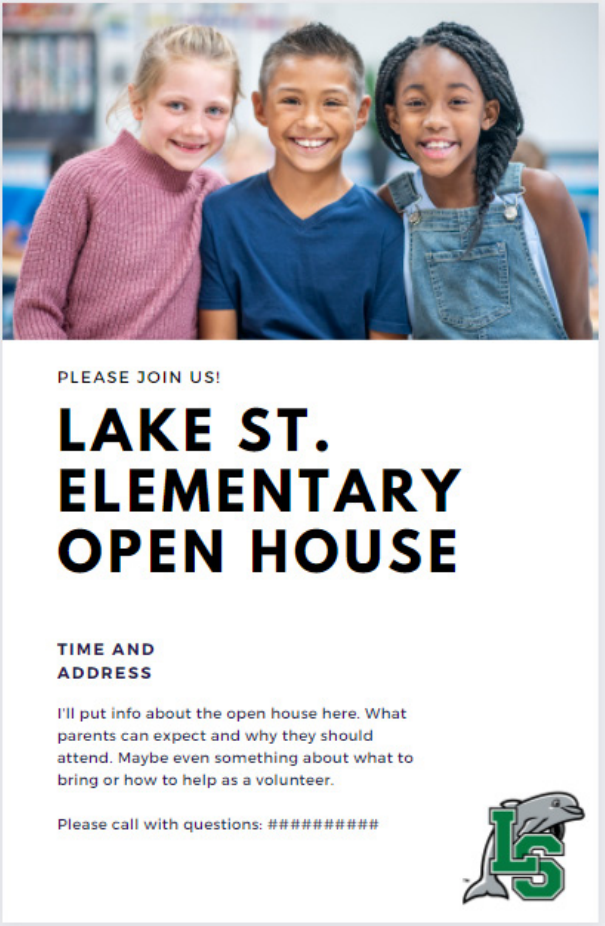 PLEASE JOIN US!
LAKE ST.
ELEMENTARY
OPEN HOUSE
TIME AND
ADDRESS
I'll put info about the open house here. What
parents can expect and why they should
attend. Maybe even something about what to
bring or how to help as a volunteer.
Please call with questions: ##########
LS
™